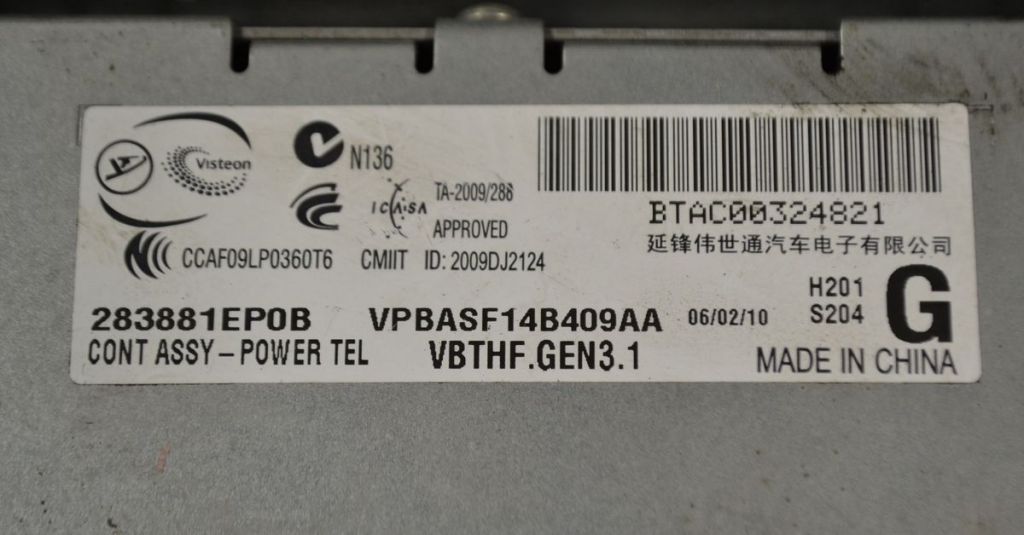 Visteon
N136
ICASA
TA-2009/286
APPROVED
BTAC00324821
延锋伟世通汽车电子有限公司
CCAF09LP0360T6 CMIIT ID: 2009DJ2124
283881EP0B VPBASF14B409AA 06/02/10
H201
S204
G
CONT ASSY – POWER TEL VBTHF.GEN3.1
MADE IN CHINA